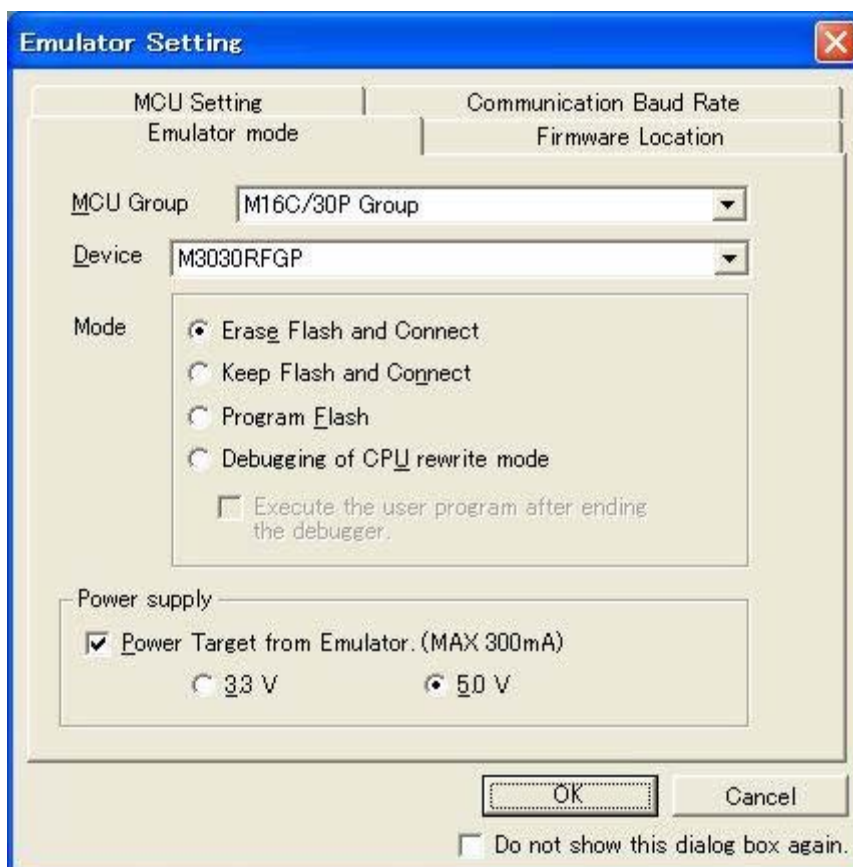 Emulator Setting
MCU Setting
Communication Baud Rate
Emulator mode
Firmware Location
MCU Group
M16C/30P Group
Device
M3030RFGP
Mode
Erase Flash and Connect
Keep Flash and Connect
Program Flash
Debugging of CPU rewrite mode
Execute the user program after ending
the debugger.
Power supply
Power Target from Emulator. (MAX 300mA)
3.3 V
5.0 V
OK
Cancel
Do not show this dialog box again.